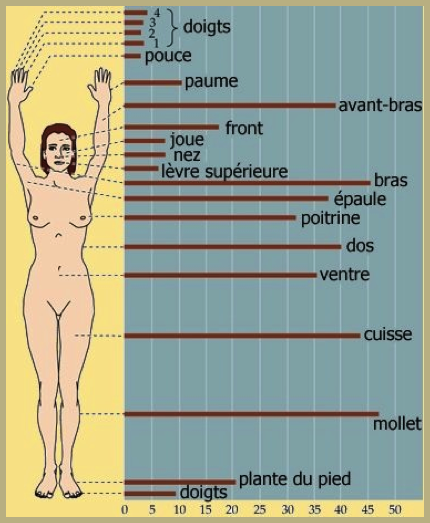 4
3
doigts
2
1
pouce
paume
avant-bras
front
joue
nez
lèvre supérieure
bras
épaule
poitrine
dos
ventre
cuisse
mollet
plante du pied
doigts
0 5 10 15 20 25 30 35 40 45 50